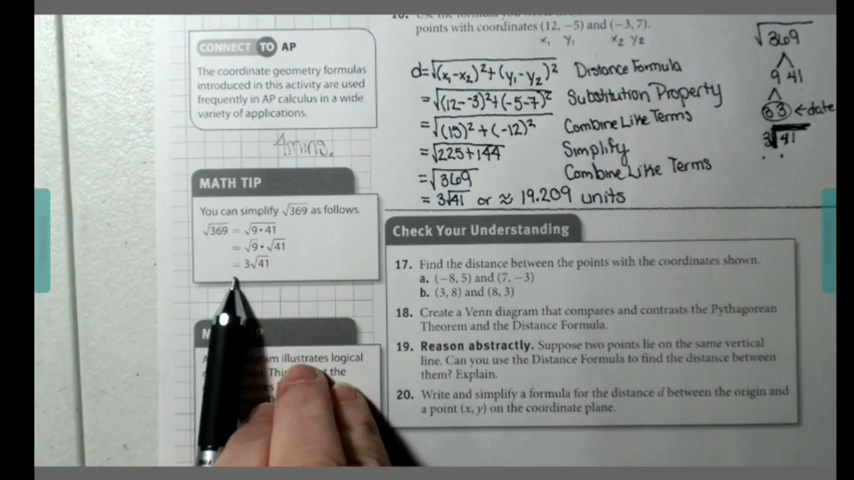 points with coordinates (12, −5) and (−3, 7).
x₁ y₁ x₂ y₂
CONNECT TO AP
The coordinate geometry formulas
introduced in this activity are used
frequently in AP calculus in a wide
variety of applications.
4mins.
d=√(x₁-x₂)²+(y₁-y₂)² Distance Formula
=√(12--3)²+(-5-7)² Substitution Property
=√(15)²+(-12)² Combine Like Terms
=√225+144 Simplify
=√369 Combine Like Terms
=3√41 or ≈ 19.209 units
√369
9 41
3 3 ←date
3√41
MATH TIP
You can simplify √369 as follows.
√369 = √9 • 41
= √9 • √41
= 3√41
Check Your Understanding
17. Find the distance between the points with the coordinates shown.
a. (−8, 5) and (7, −3)
b. (3, 8) and (8, 3)
18. Create a Venn diagram that compares and contrasts the Pythagorean
Theorem and the Distance Formula.
19. Reason abstractly. Suppose two points lie on the same vertical
line. Can you use the Distance Formula to find the distance between
them? Explain.
20. Write and simplify a formula for the distance d between the origin and
a point (x, y) on the coordinate plane.
illustrates logical
the